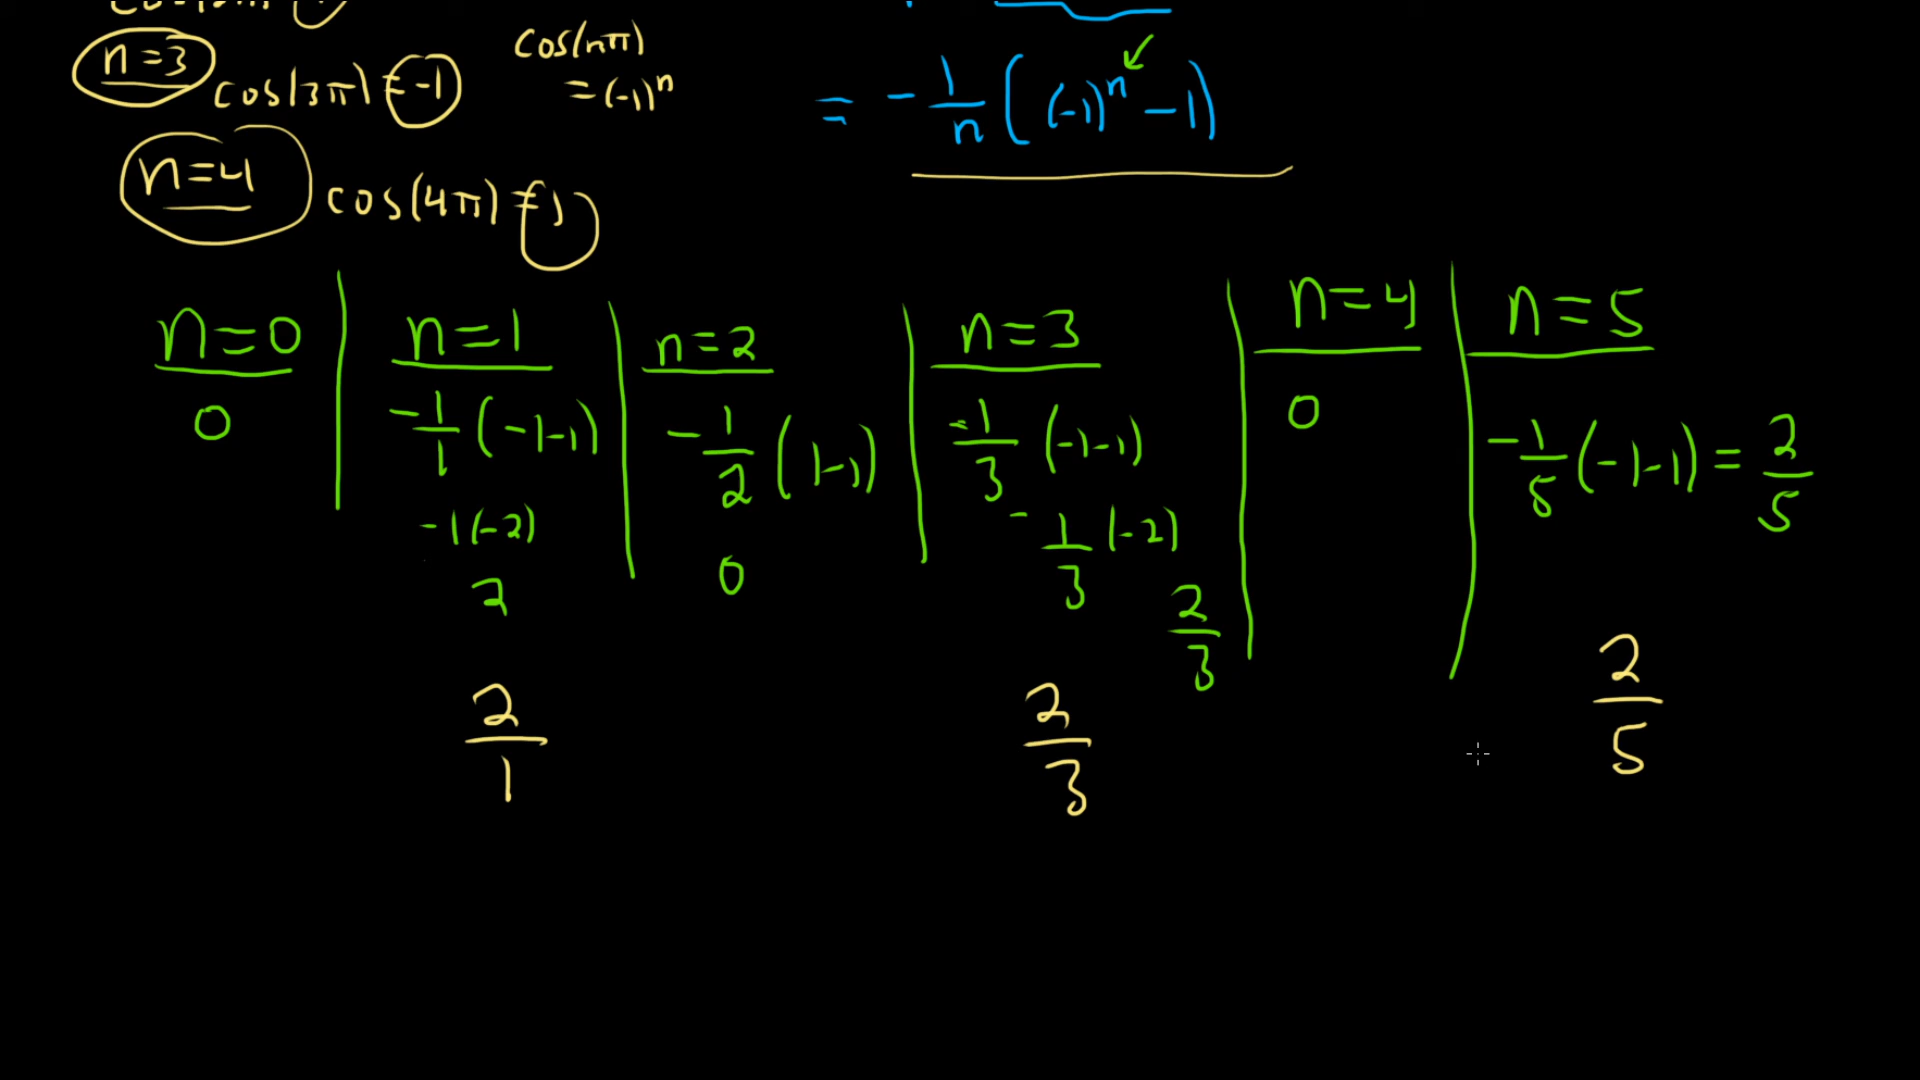 n=3
cos(3π) = -1
cos(nπ)
= (-1)ⁿ
= - 1/n ( (-1)ⁿ - 1 )
n=4
cos(4π) = 1
n=0
0
n=1
- 1/1 (-1-1)
-1(-2)
2
n=2
- 1/2 (1-1)
0
n=3
- 1/3 (-1-1)
- 1/3 (-2)
2/3
n=4
0
n=5
- 1/5 (-1-1) = 2/5
2/1
2/3
2/5